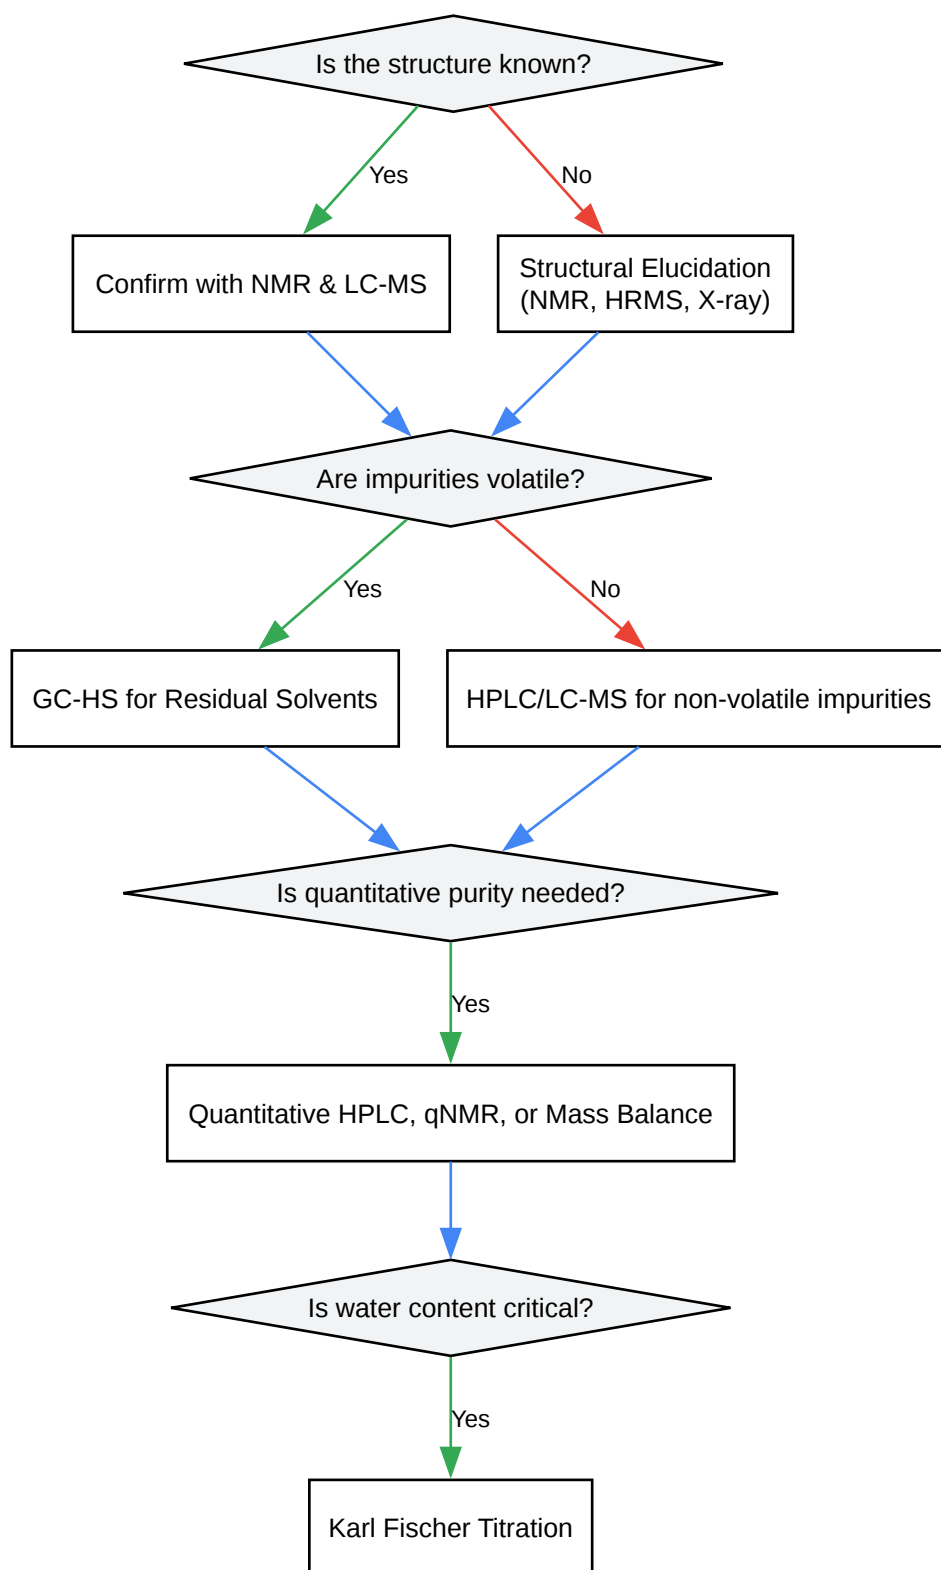 Is the structure known?
Yes
No
Confirm with NMR & LC-MS
Structural Elucidation
(NMR, HRMS, X-ray)
Are impurities volatile?
Yes
No
GC-HS for Residual Solvents
HPLC/LC-MS for non-volatile impurities
Is quantitative purity needed?
Yes
Quantitative HPLC, qNMR, or Mass Balance
Is water content critical?
Yes
Karl Fischer Titration